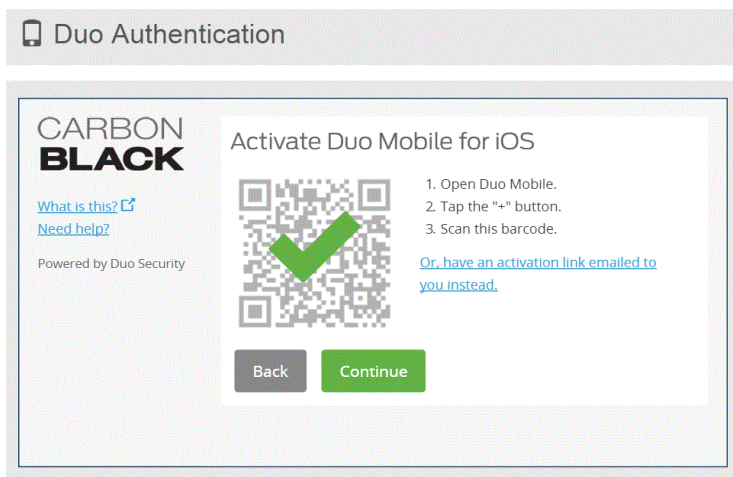 Duo Authentication
CARBON
BLACK
What is this?
Need help?
Powered by Duo Security
Activate Duo Mobile for iOS
1. Open Duo Mobile.
2. Tap the "+" button.
3. Scan this barcode.
Or, have an activation link emailed to
you instead.
Back
Continue